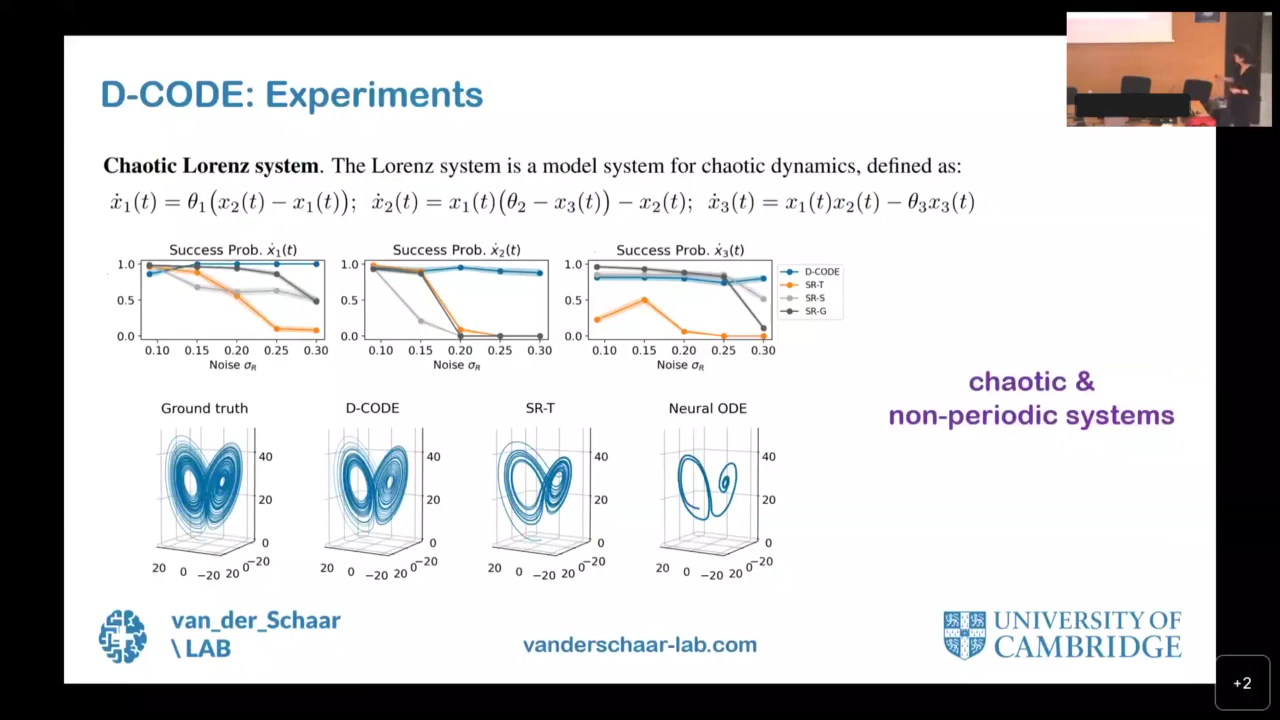 D-CODE: Experiments
Chaotic Lorenz system. The Lorenz system is a model system for chaotic dynamics, defined as:
ẋ₁(t) = θ₁(x₂(t) − x₁(t)); ẋ₂(t) = x₁(t)(θ₂ − x₃(t)) − x₂(t); ẋ₃(t) = x₁(t)x₂(t) − θ₃x₃(t)
Success Prob. ẋ₁(t)
1.0
0.5
0.0
0.10 0.15 0.20 0.25 0.30
Noise σR
Success Prob. ẋ₂(t)
1.0
0.5
0.0
0.10 0.15 0.20 0.25 0.30
Noise σR
Success Prob. ẋ₃(t)
1.0
0.5
0.0
0.10 0.15 0.20 0.25 0.30
Noise σR
D-CODE
SR-T
SR-S
SR-G
chaotic &
non-periodic systems
Ground truth
40
20
0
20 0 −20 20 0 −20
D-CODE
40
20
0
20 0 −20 20 0 −20
SR-T
40
20
0
20 0 −20 20 0 −20
Neural ODE
40
20
0
20 0 −20 20 0 −20
van_der_Schaar
\ LAB
vanderschaar-lab.com
UNIVERSITY OF
CAMBRIDGE
+2